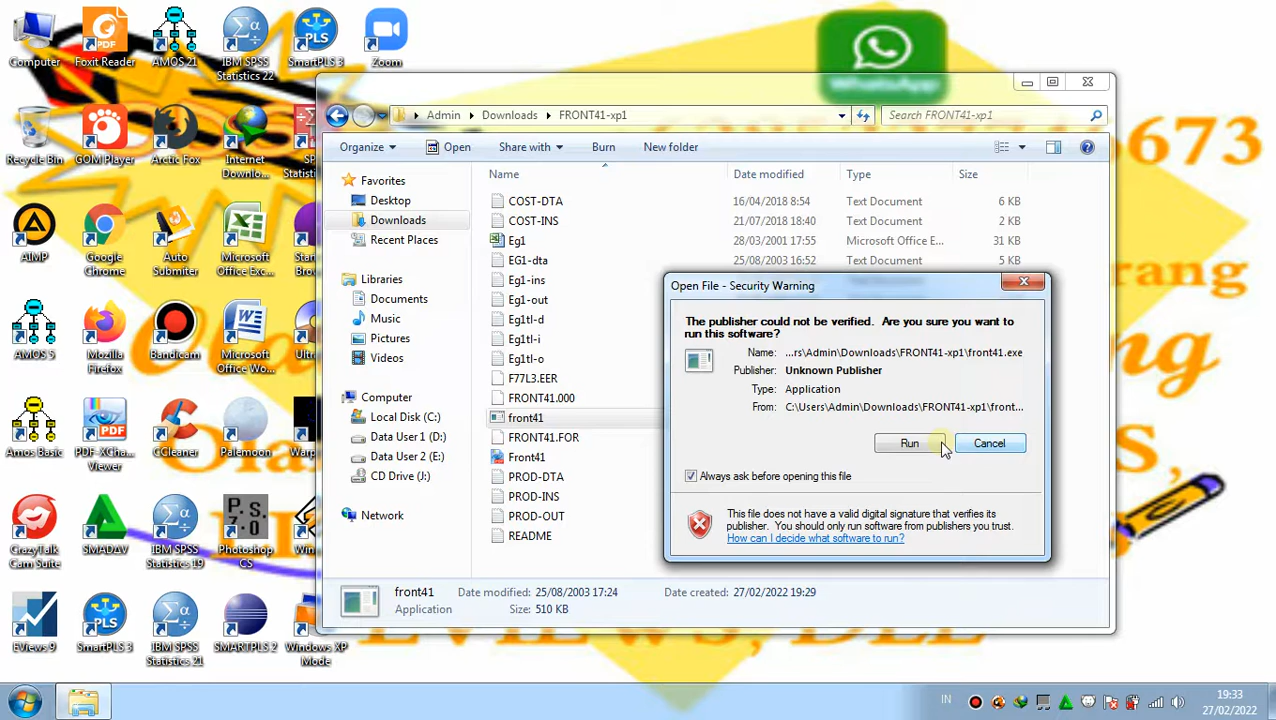 Computer
Foxit Reader
AMOS 21
IBM SPSS
Statistics 22
SmartPLS 3
Zoom
WhatsApp
Recycle Bin
GOM Player
Arctic Fox
Internet
Downlo...
SP
Statisti
AIMP
Google
Chrome
Auto
Submiter
Microsoft
Office Exc...
AMOS 5
Mozilla
Firefox
Bandicam
Microsoft
Office Wo...
Amos Basic
PDF-XChan...
Viewer
CCleaner
Palemoon
CrazyTalk
Cam Suite
SMADΔV
IBM SPSS
Statistics 19
Photoshop
CS
EViews 9
SmartPLS 3
IBM SPSS
Statistics 21
SMARTPLS 2
Windows XP
Mode
Admin
Downloads
FRONT41-xp1
Search FRONT41-xp1
Organize
Open
Share with
Burn
New folder
Favorites
Desktop
Downloads
Recent Places
Libraries
Documents
Music
Pictures
Videos
Computer
Local Disk (C:)
Data User 1 (D:)
Data User 2 (E:)
CD Drive (J:)
Network
Name Date modified Type Size
COST-DTA 16/04/2018 8:54 Text Document 6 KB
COST-INS 21/07/2018 18:40 Text Document 2 KB
Eg1 28/03/2001 17:55 Microsoft Office E... 31 KB
EG1-dta 25/08/2003 16:52 Text Document 5 KB
Eg1-ins
Eg1-out
Eg1tl-d
Eg1tl-i
Eg1tl-o
F77L3.EER
FRONT41.000
front41
FRONT41.FOR
Front41
PROD-DTA
PROD-INS
PROD-OUT
README
Open File - Security Warning
The publisher could not be verified. Are you sure you want to
run this software?
Name: ...rs\Admin\Downloads\FRONT41-xp1\front41.exe
Publisher: Unknown Publisher
Type: Application
From: C:\Users\Admin\Downloads\FRONT41-xp1\front...
Run
Cancel
Always ask before opening this file
This file does not have a valid digital signature that verifies its
publisher. You should only run software from publishers you trust.
How can I decide what software to run?
front41 Date modified: 25/08/2003 17:24 Date created: 27/02/2022 19:29
Application Size: 510 KB
673
rang
EVIEWS, DLL
IN
19:33
27/02/2022